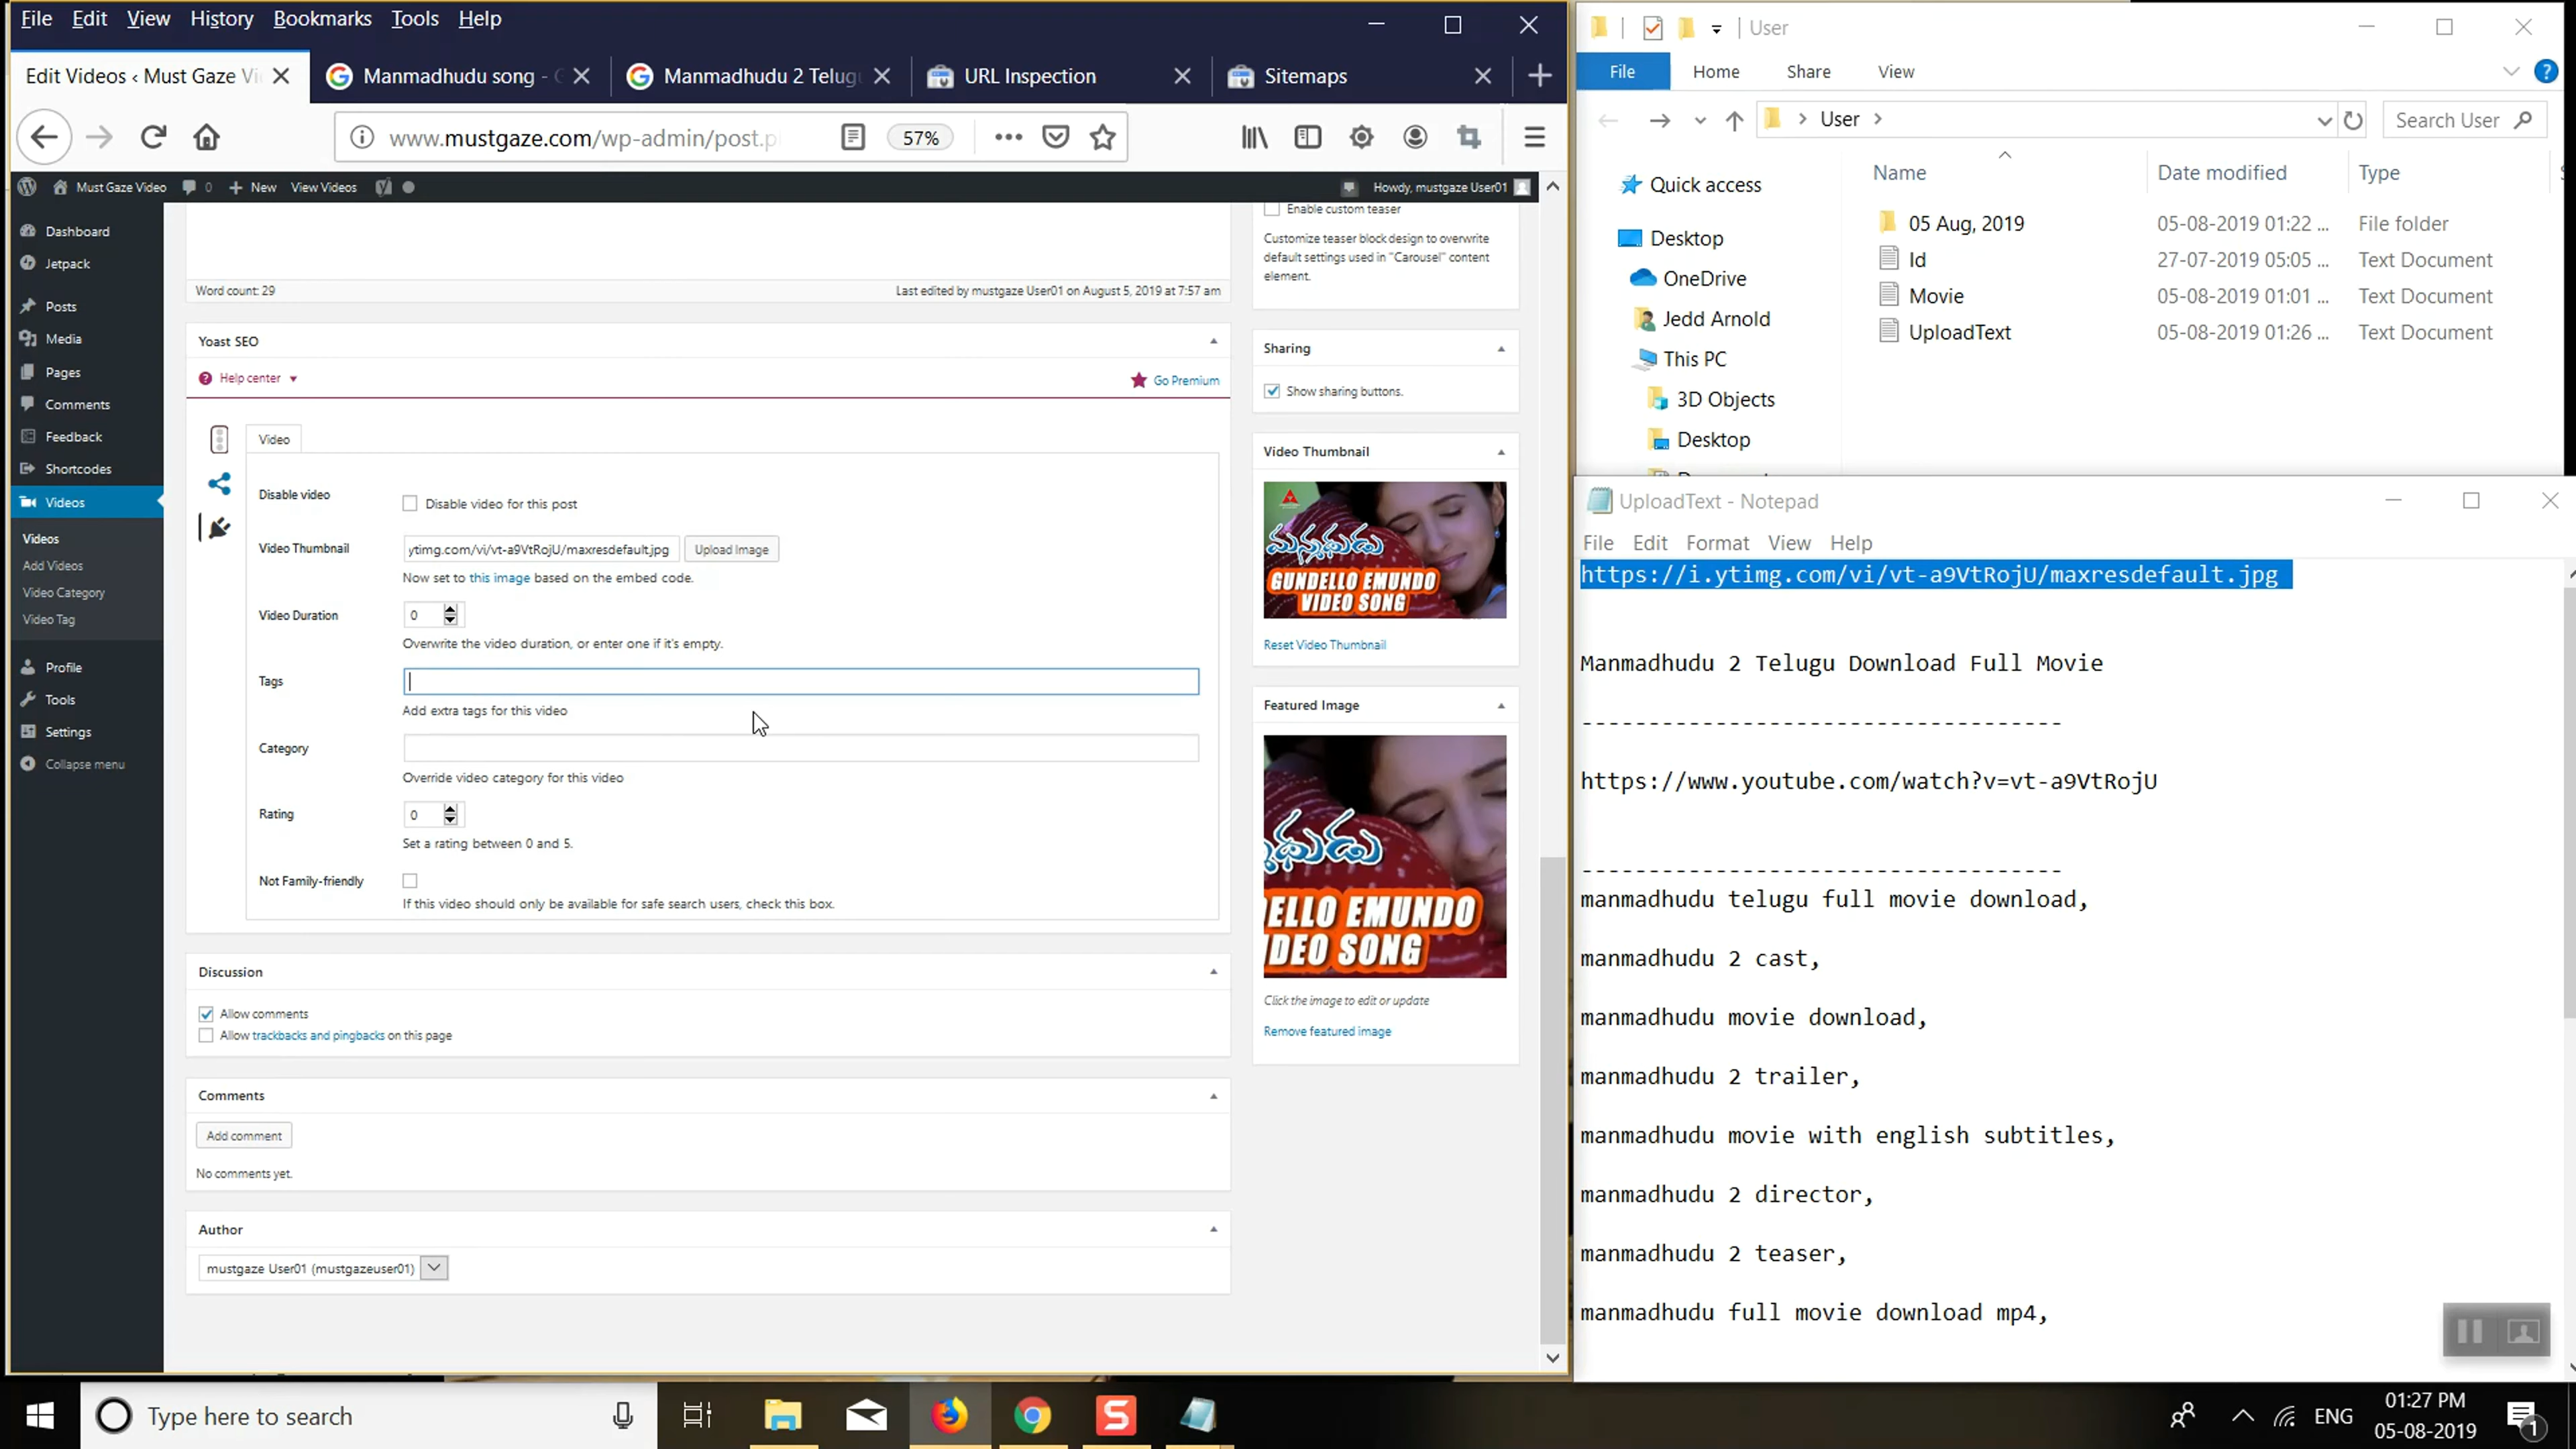 File Edit View History Bookmarks Tools Help
Edit Videos ‹ Must Gaze Vi
Manmadhudu song - G
Manmadhudu 2 Telugu
URL Inspection
Sitemaps
www.mustgaze.com/wp-admin/post.p
57%
Must Gaze Video 0 New View Videos
Howdy, mustgaze User01
Dashboard
Jetpack
Posts
Media
Pages
Comments
Feedback
Shortcodes
Videos
Videos
Add Videos
Video Category
Video Tag
Profile
Tools
Settings
Collapse menu
Word count: 29
Last edited by mustgaze User01 on August 5, 2019 at 7:57 am
Yoast SEO
Help center
Go Premium
Video
Disable video
Disable video for this post
Video Thumbnail
ytimg.com/vi/vt-a9VtRojU/maxresdefault.jpg
Upload Image
Now set to this image based on the embed code.
Video Duration
0
Overwrite the video duration, or enter one if it's empty.
Tags
Add extra tags for this video
Category
Override video category for this video
Rating
0
Set a rating between 0 and 5.
Not Family-friendly
If this video should only be available for safe search users, check this box.
Discussion
Allow comments
Allow trackbacks and pingbacks on this page
Comments
Add comment
No comments yet.
Author
mustgaze User01 (mustgazeuser01)
Enable custom teaser
Customize teaser block design to overwrite
default settings used in "Carousel" content
element.
Sharing
Show sharing buttons.
Video Thumbnail
మన్మథుడు
GUNDELLO EMUNDO
VIDEO SONG
Reset Video Thumbnail
Featured Image
న్మథుడు
DELLO EMUNDO
IDEO SONG
Click the image to edit or update
Remove featured image
User
File Home Share View
User
Search User
Name Date modified Type
Quick access
Desktop
OneDrive
Jedd Arnold
This PC
3D Objects
Desktop
05 Aug, 2019 05-08-2019 01:22 ... File folder
Id 27-07-2019 05:05 ... Text Document
Movie 05-08-2019 01:01 ... Text Document
UploadText 05-08-2019 01:26 ... Text Document
UploadText - Notepad
File Edit Format View Help
https://i.ytimg.com/vi/vt-a9VtRojU/maxresdefault.jpg
Manmadhudu 2 Telugu Download Full Movie
------------------------------------
https://www.youtube.com/watch?v=vt-a9VtRojU
------------------------------------
manmadhudu telugu full movie download,
manmadhudu 2 cast,
manmadhudu movie download,
manmadhudu 2 trailer,
manmadhudu movie with english subtitles,
manmadhudu 2 director,
manmadhudu 2 teaser,
manmadhudu full movie download mp4,
Type here to search
ENG
01:27 PM
05-08-2019
1